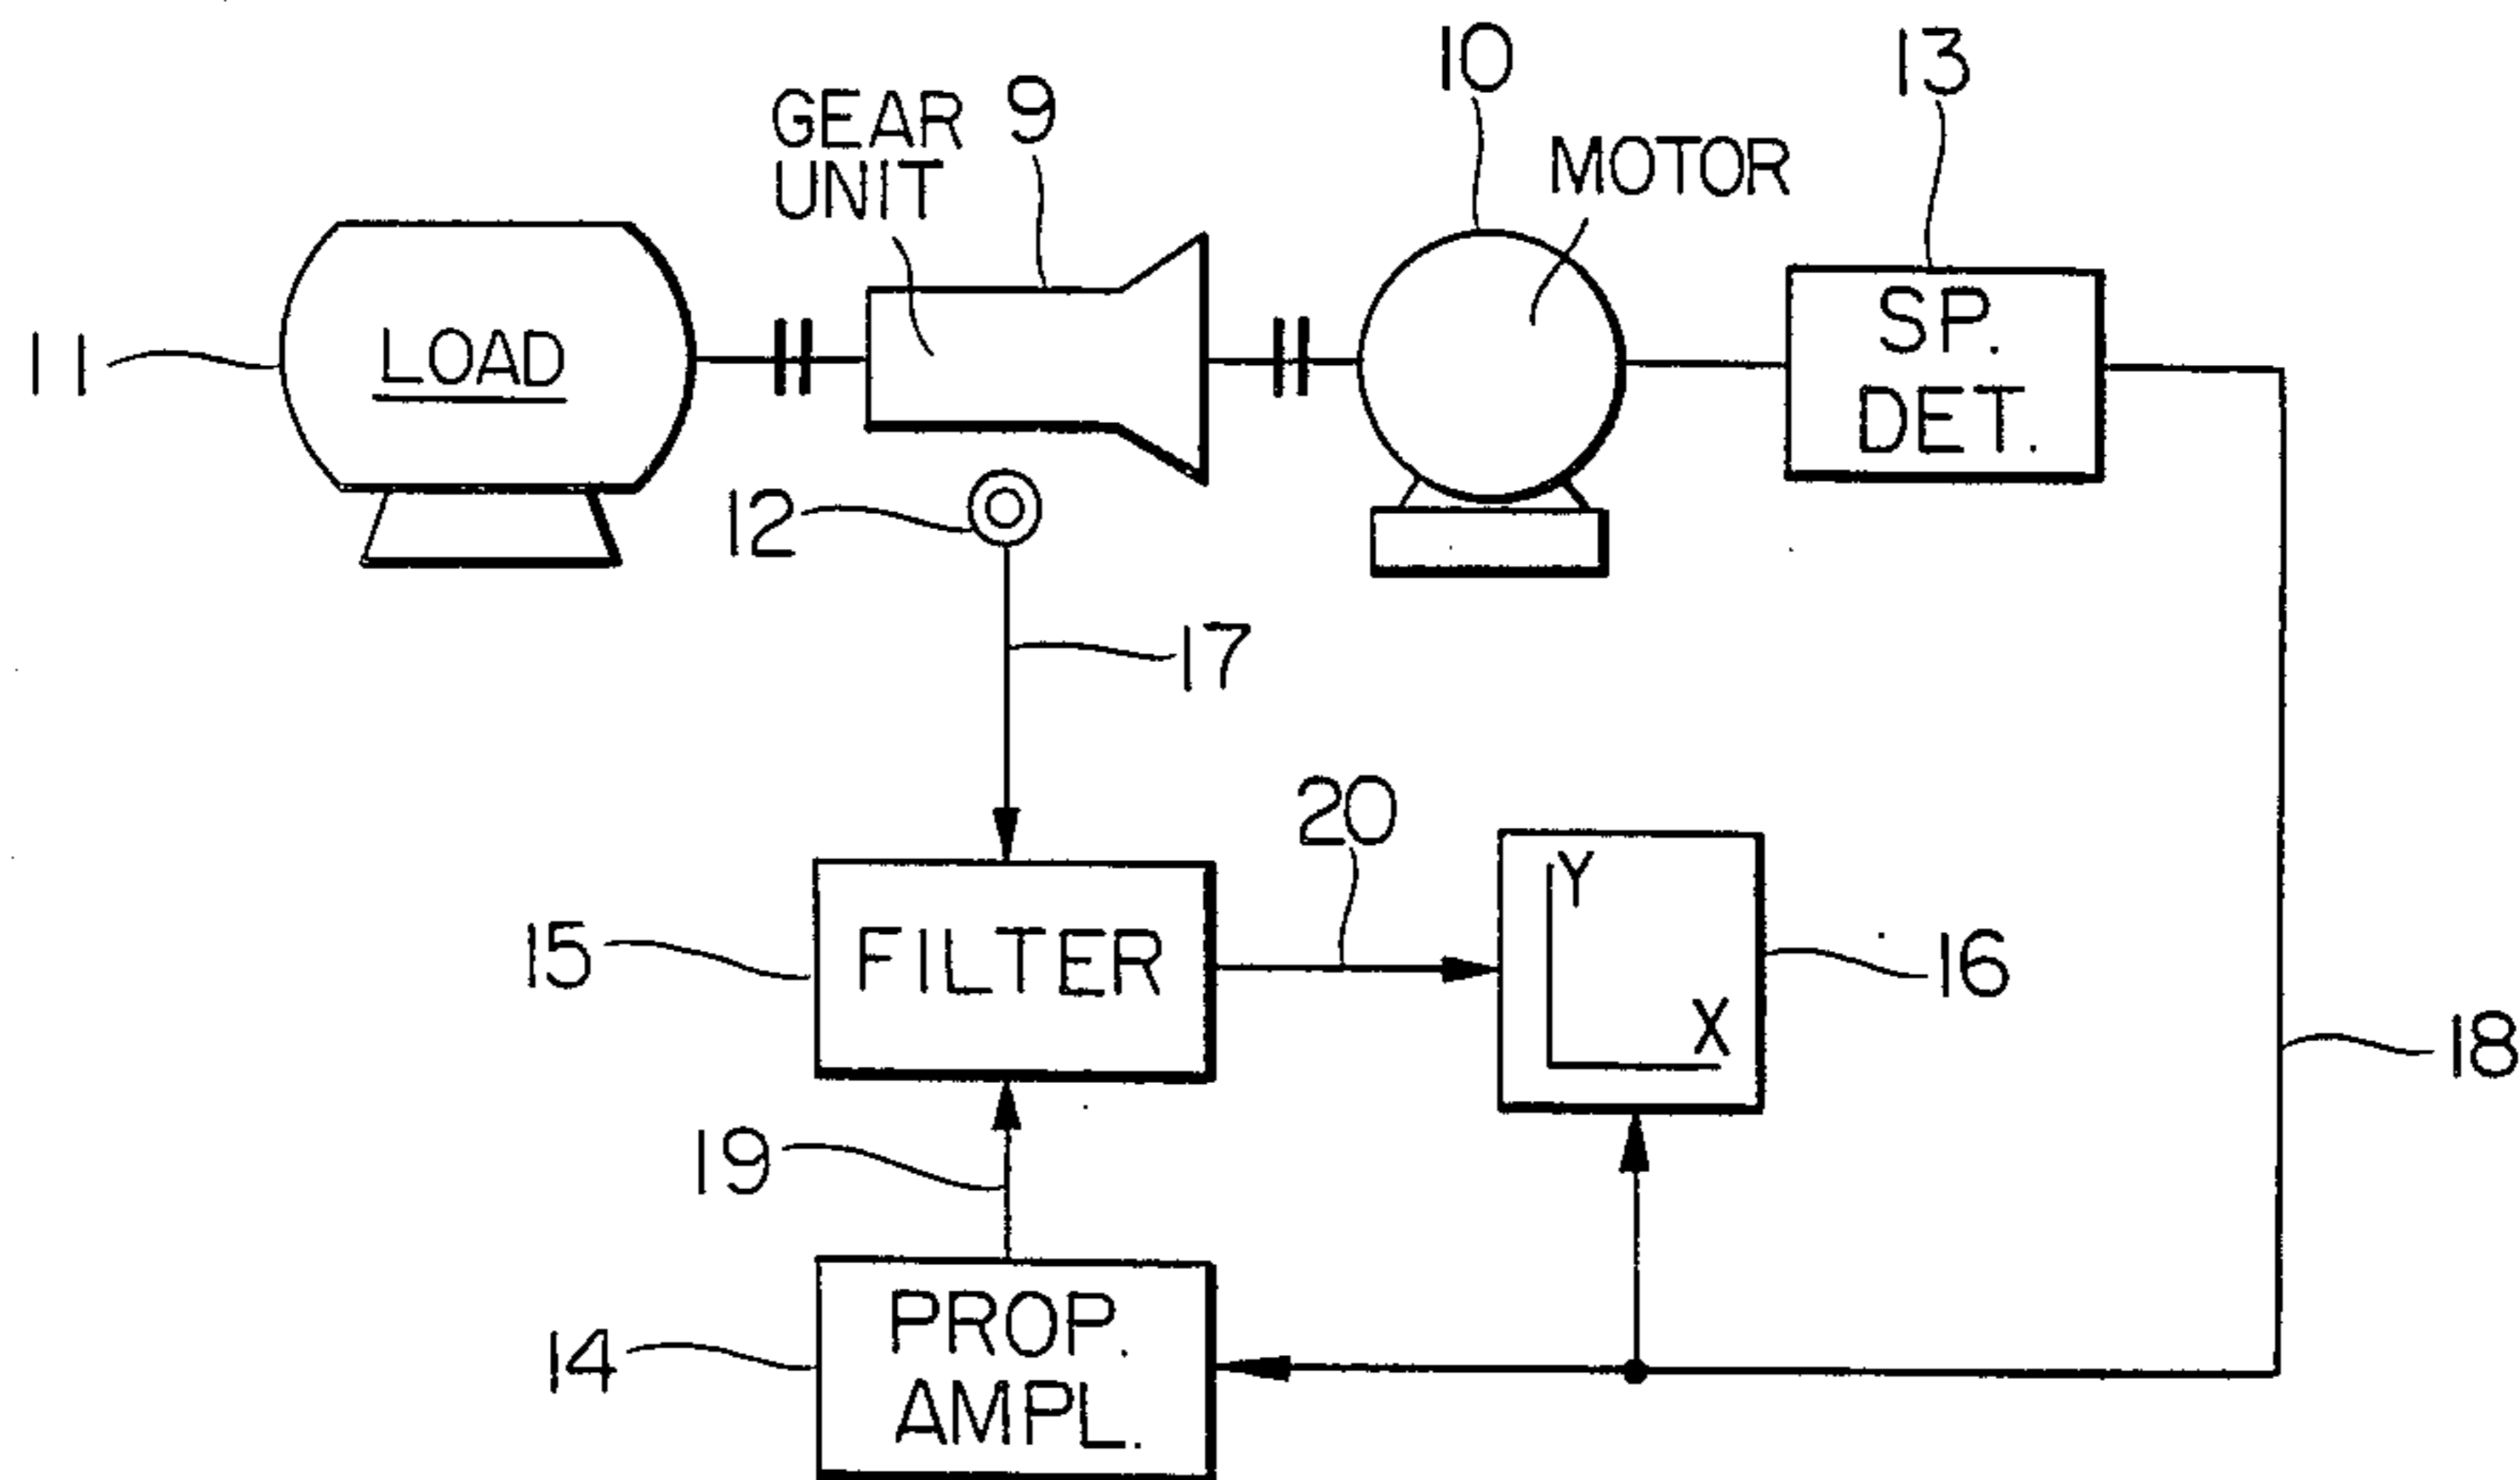 10
13
GEAR
UNIT
9
MOTOR
11
LOAD
SP.
DET.
12
17
20
Y
X
15
FILTER
16
18
19
14
PROP.
AMPL.